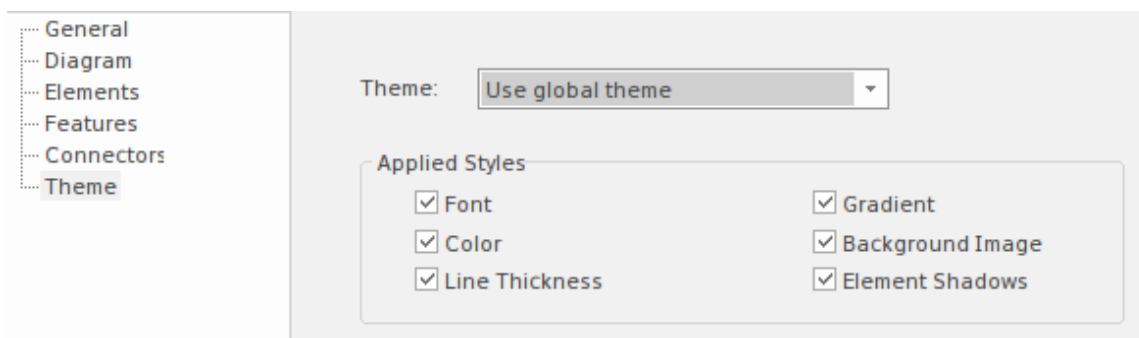 General
Diagram
Elements
Features
Connectors
Theme
Theme: Use global theme
Applied Styles
Font
Gradient
Color
Background Image
Line Thickness
Element Shadows